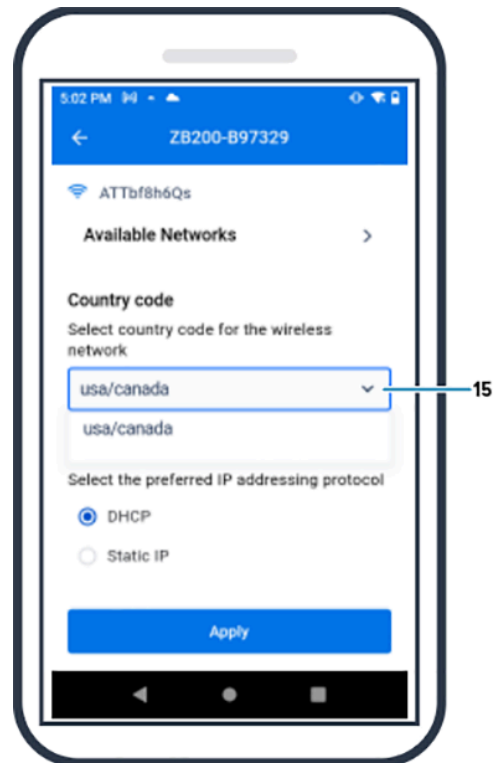 5:02 PM
ZB200-B97329
ATTbf8h6Qs
Available Networks
Country code
Select country code for the wireless
network
usa/canada
15
usa/canada
Select the preferred IP addressing protocol
DHCP
Static IP
Apply